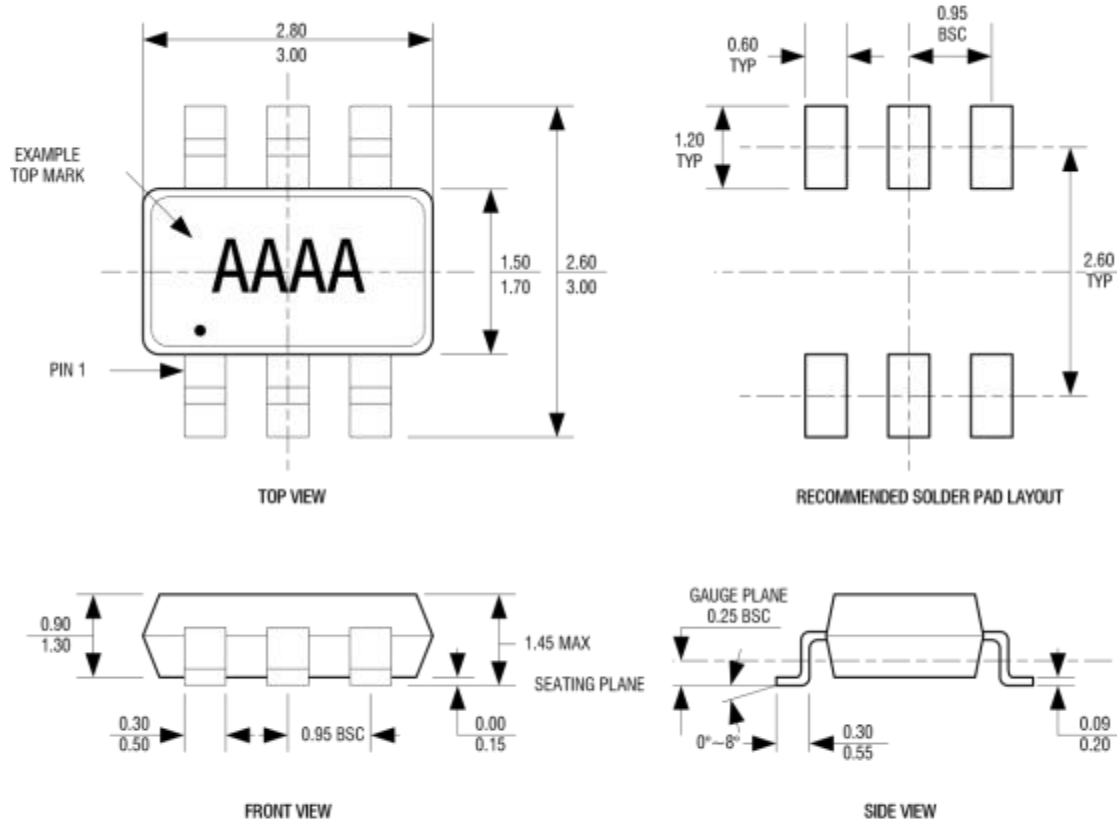 2.80
3.00
EXAMPLE
TOP MARK
AAAA
1.50
1.70
2.60
3.00
PIN 1
TOP VIEW
0.60
TYP
0.95
BSC
1.20
TYP
2.60
TYP
RECOMMENDED SOLDER PAD LAYOUT
0.90
1.30
1.45 MAX
SEATING PLANE
0.30
0.50
0.95 BSC
0.00
0.15
FRONT VIEW
GAUGE PLANE
0.25 BSC
0°~8°
0.30
0.55
0.09
0.20
SIDE VIEW